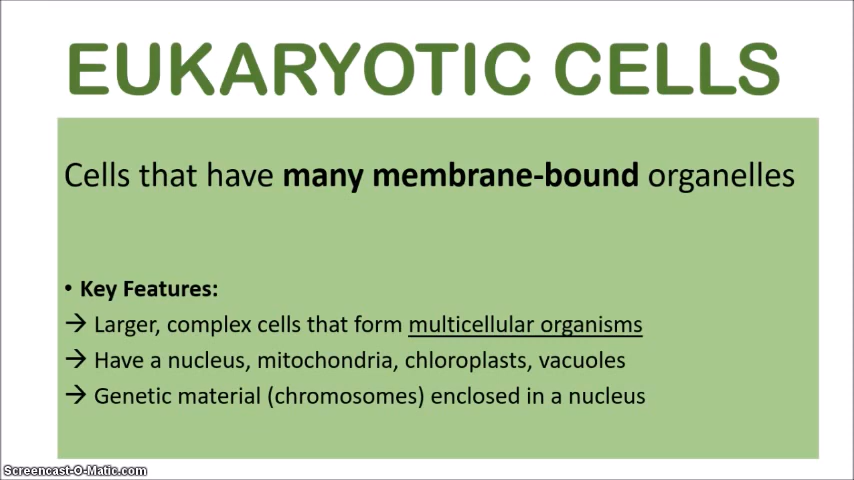 EUKARYOTIC CELLS
Cells that have many membrane-bound organelles
• Key Features:
→ Larger, complex cells that form multicellular organisms
→ Have a nucleus, mitochondria, chloroplasts, vacuoles
→ Genetic material (chromosomes) enclosed in a nucleus
Screencast-O-Matic.com